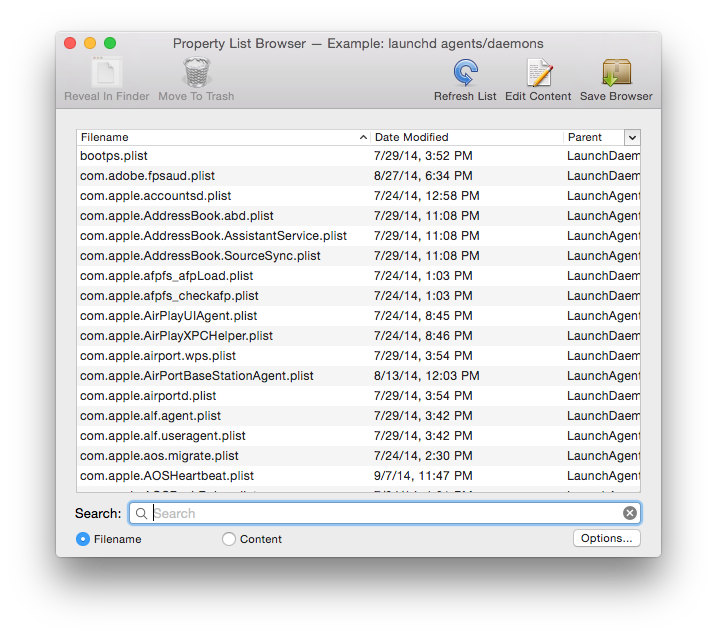 Property List Browser — Example: launchd agents/daemons
Reveal In Finder Move To Trash Refresh List Edit Content Save Browser
Filename Date Modified Parent
bootps.plist 7/29/14, 3:52 PM LaunchDaem
com.adobe.fpsaud.plist 8/27/14, 6:34 PM LaunchDaem
com.apple.accountsd.plist 7/24/14, 12:58 PM LaunchAgent
com.apple.AddressBook.abd.plist 7/29/14, 11:08 PM LaunchAgent
com.apple.AddressBook.AssistantService.plist 7/29/14, 11:08 PM LaunchAgent
com.apple.AddressBook.SourceSync.plist 7/29/14, 11:08 PM LaunchAgent
com.apple.afpfs_afpLoad.plist 7/24/14, 1:03 PM LaunchDaem
com.apple.afpfs_checkafp.plist 7/24/14, 1:03 PM LaunchDaem
com.apple.AirPlayUIAgent.plist 7/24/14, 8:45 PM LaunchAgent
com.apple.AirPlayXPCHelper.plist 7/24/14, 8:46 PM LaunchDaem
com.apple.airport.wps.plist 7/29/14, 3:54 PM LaunchDaem
com.apple.AirPortBaseStationAgent.plist 8/13/14, 12:03 PM LaunchAgent
com.apple.airportd.plist 7/29/14, 3:54 PM LaunchDaem
com.apple.alf.agent.plist 7/29/14, 3:42 PM LaunchDaem
com.apple.alf.useragent.plist 7/29/14, 3:42 PM LaunchAgent
com.apple.aos.migrate.plist 7/24/14, 2:30 PM LaunchAgent
com.apple.AOSHeartbeat.plist 9/7/14, 11:47 PM LaunchAgent
Search: Search
Filename Content Options...